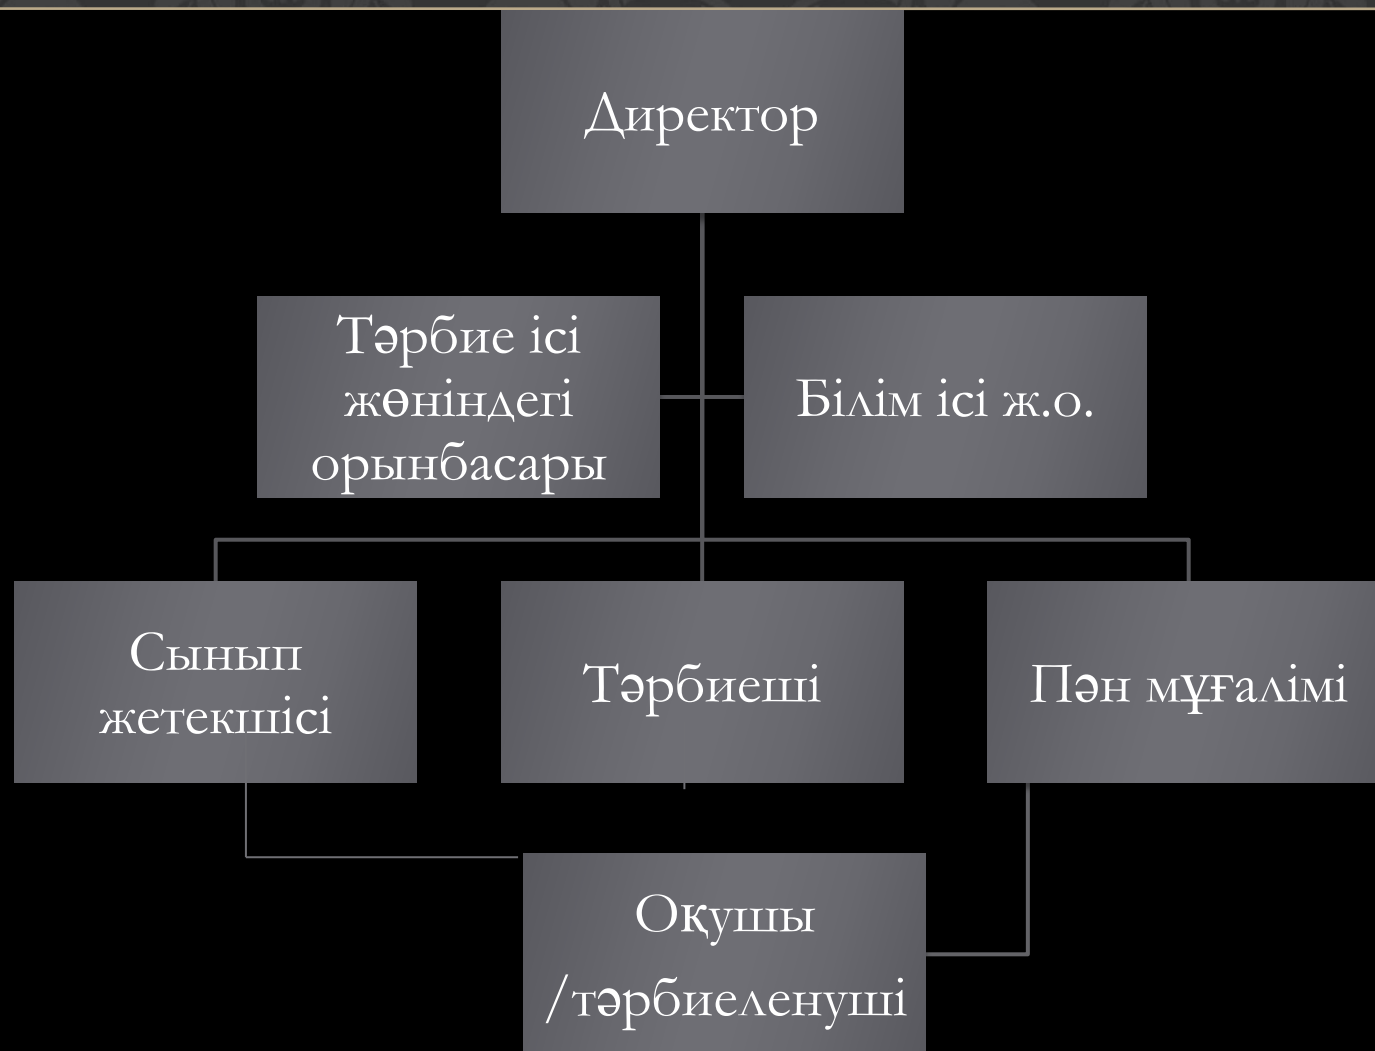 Директор
Тәрбие ісі
жөніндегі
орынбасары
Білім ісі ж.о.
Сынып
жетекшісі
Тәрбиеші
Пән мұғалімі
Оқушы
/тәрбиеленуші